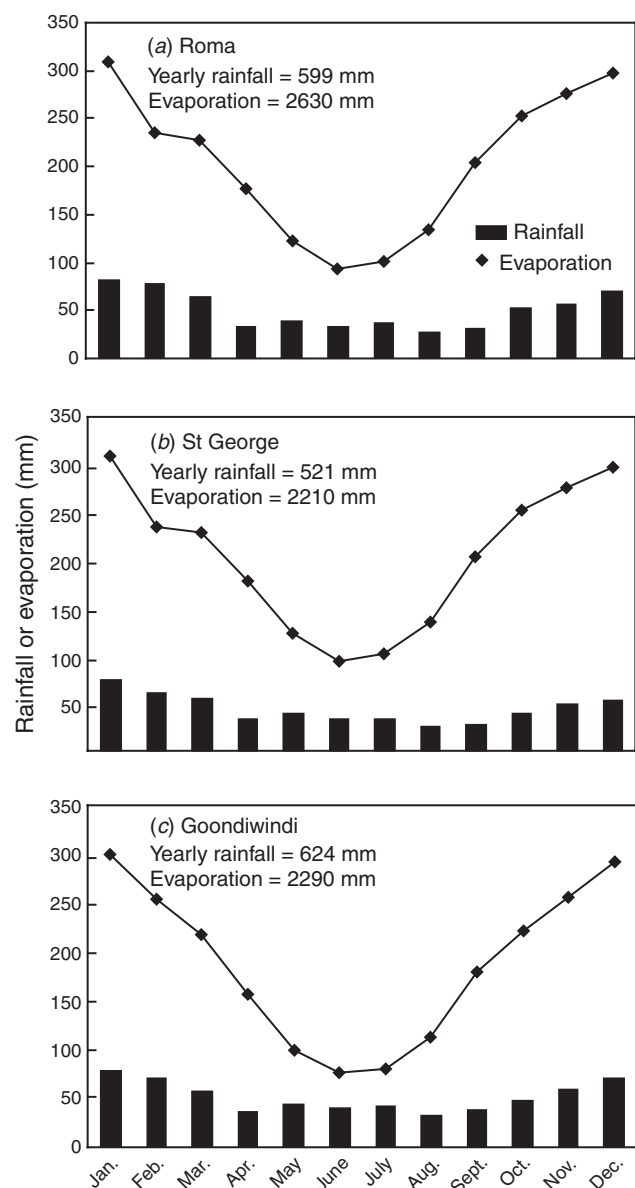 350
(a) Roma
300
Yearly rainfall = 599 mm
Evaporation = 2630 mm
250
200
150
Rainfall
100
Evaporation
50
0
350
(b) St George
300
Yearly rainfall = 521 mm
Evaporation = 2210 mm
250
200
150
100
50
Rainfall or evaporation (mm)
350
(c) Goondiwindi
300
Yearly rainfall = 624 mm
Evaporation = 2290 mm
250
200
150
100
50
0
Jan. Feb. Mar. Apr. May June July Aug. Sept. Oct. Nov. Dec.